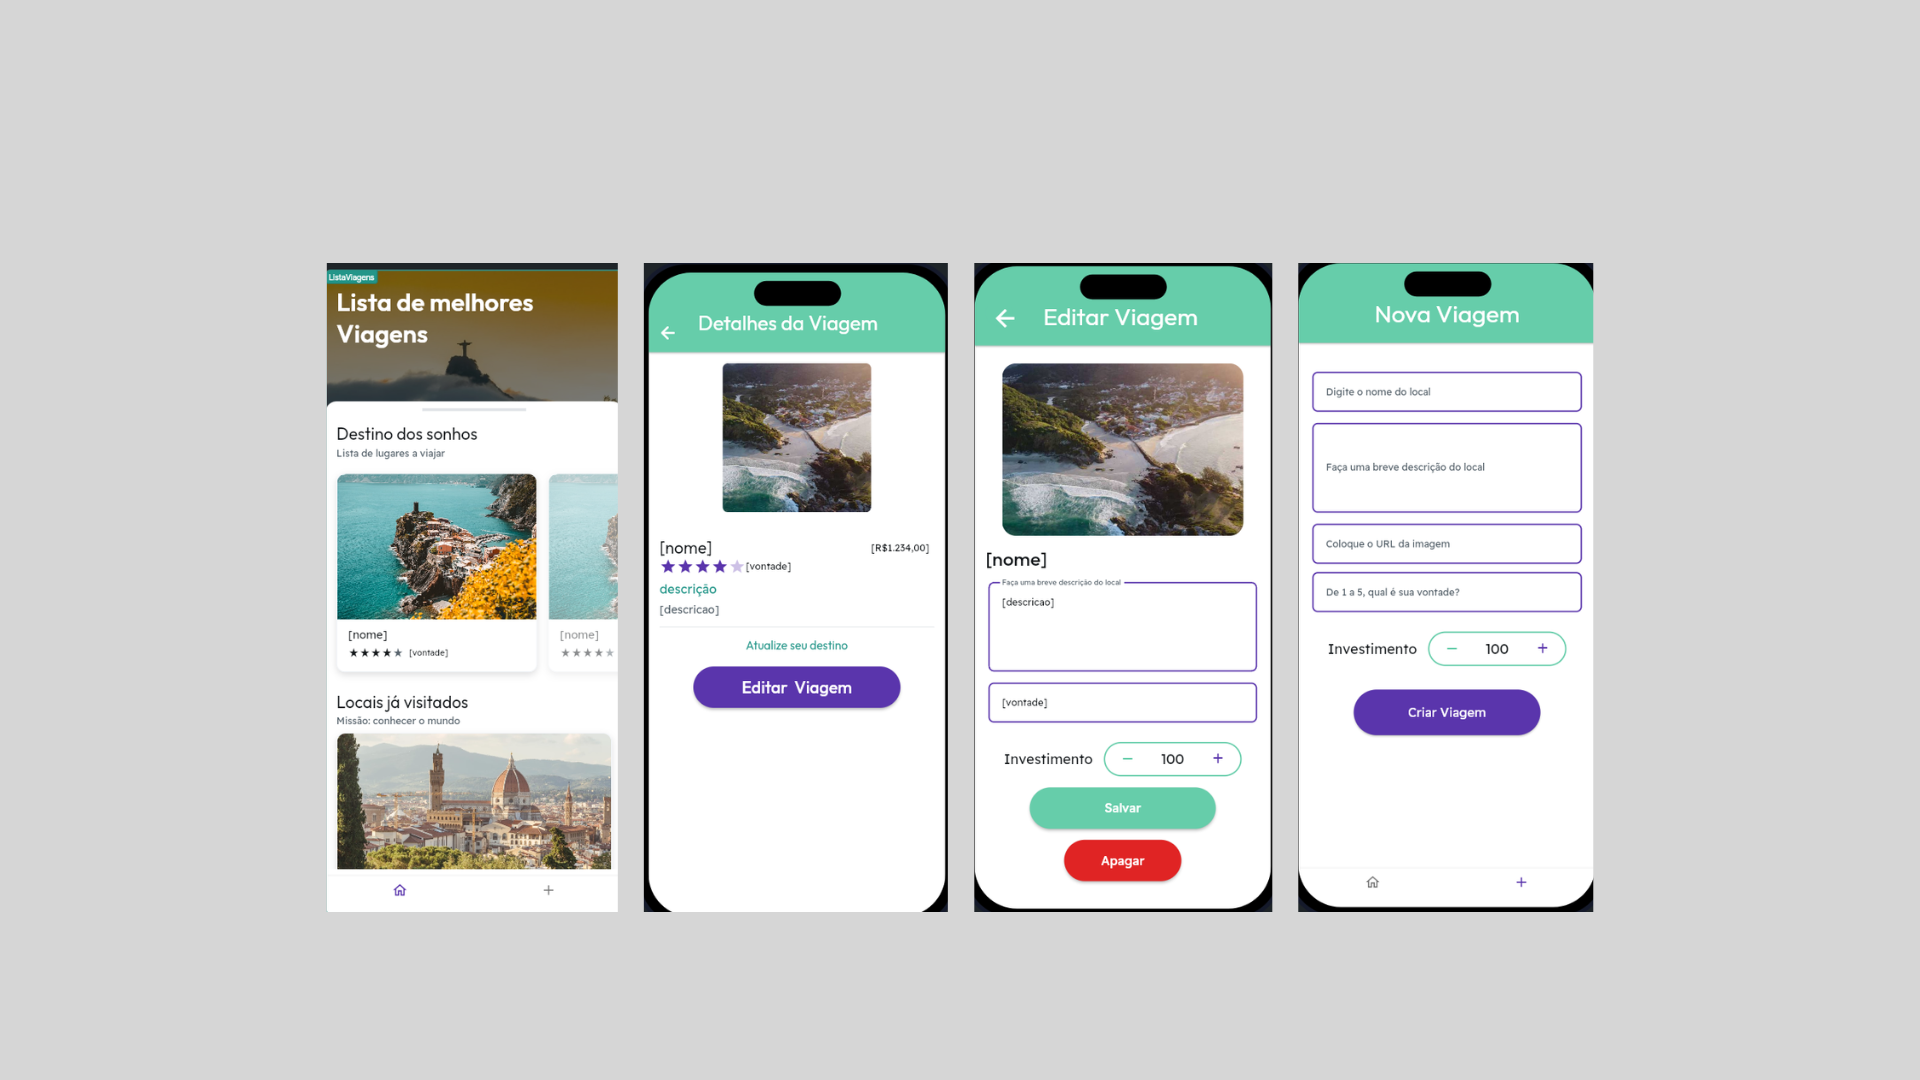 ListaViagens
Lista de melhores
Viagens
Destino dos sonhos
Lista de lugares a viajar
[nome]
[vontade]
[nome]
Locais já visitados
Missão: conhecer o mundo
Detalhes da Viagem
[nome]
[R$1.234,00]
[vontade]
descrição
[descricao]
Atualize seu destino
Editar Viagem
Editar Viagem
[nome]
Faça uma breve descrição do local
[descricao]
[vontade]
Investimento
100
Salvar
Apagar
Nova Viagem
Digite o nome do local
Faça uma breve descrição do local
Coloque o URL da imagem
De 1 a 5, qual é sua vontade?
Investimento
100
Criar Viagem